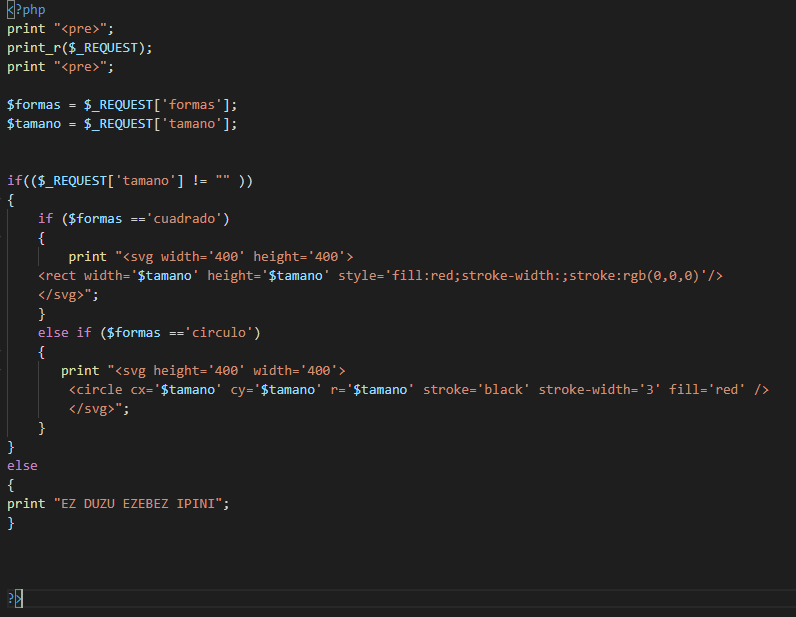 <?php
print "<pre>";
print_r($_REQUEST);
print "<pre>";
$formas = $_REQUEST['formas'];
$tamano = $_REQUEST['tamano'];
if(($_REQUEST['tamano'] != "" ))
{
if ($formas =='cuadrado')
{
print "<svg width='400' height='400'>
<rect width='$tamano' height='$tamano' style='fill:red;stroke-width:;stroke:rgb(0,0,0)'/>
</svg>";
}
else if ($formas =='circulo')
{
print "<svg height='400' width='400'>
<circle cx='$tamano' cy='$tamano' r='$tamano' stroke='black' stroke-width='3' fill='red' />
</svg>";
}
}
else
{
print "EZ DUZU EZEBEZ IPINI";
}
?>